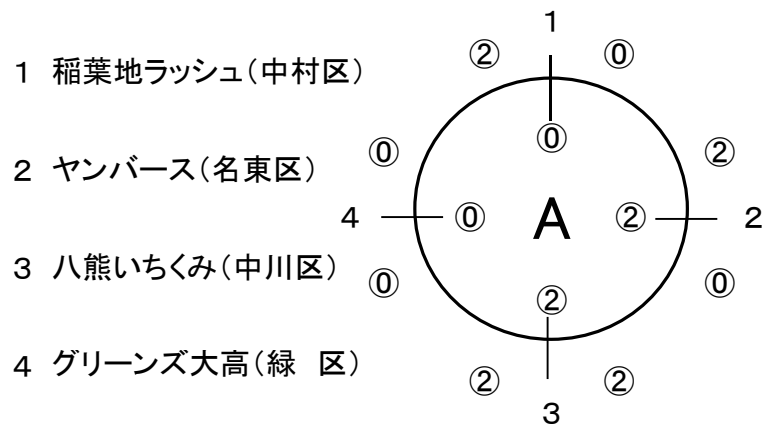 1
② ⓪
1 稲葉地ラッシュ(中村区)
⓪ ⓪ ②
2 ヤンバース(名東区)
4 ⓪ A ② 2
3 八熊いちくみ(中川区)
⓪ ② ⓪
4 グリーンズ大高(緑 区)
② ②
3